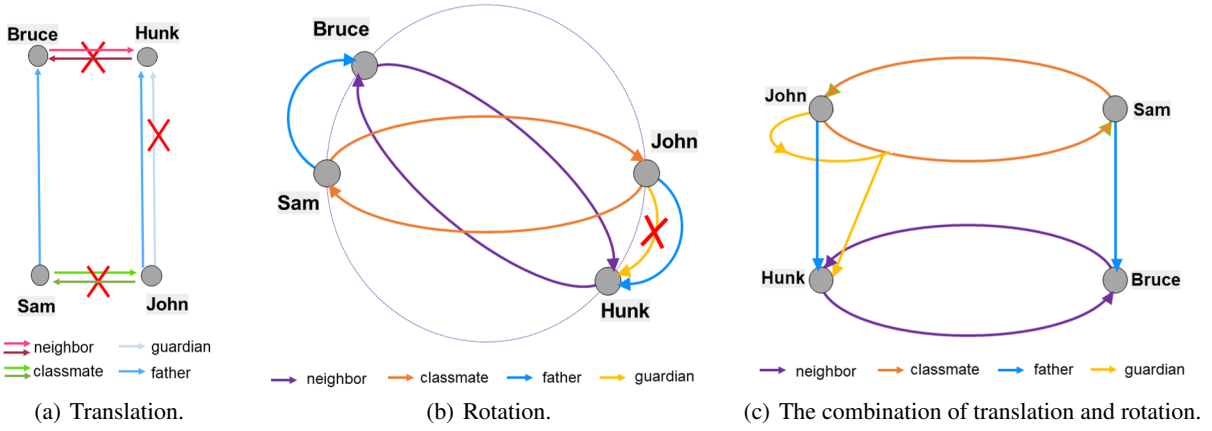 Bruce Hunk
Sam John
neighbor guardian
classmate father
(a) Translation.
Bruce
John
Sam
Hunk
neighbor classmate father guardian
(b) Rotation.
John Sam
Hunk Bruce
neighbor classmate father guardian
(c) The combination of translation and rotation.